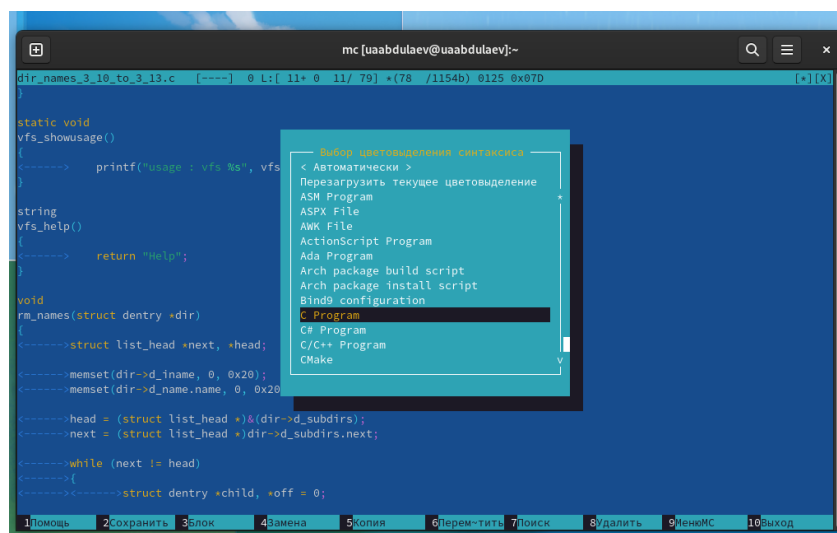 mc [uaabdulaev@uaabdulaev]:~
dir_names_3_10_to_3_13.c [----] 0 L:[ 11+ 0 11/ 79] *(78 /1154b) 0125 0x07D [*][X]
}
static void
vfs_showusage()
{
<------> printf("usage : vfs %s", vfs
}
string
vfs_help()
{
<------> return "Help";
}
void
rm_names(struct dentry *dir)
{
<------>struct list_head *next, *head;
<------>memset(dir->d_iname, 0, 0x20);
<------>memset(dir->d_name.name, 0, 0x20
<------>head = (struct list_head *)&(dir->d_subdirs);
<------>next = (struct list_head *)dir->d_subdirs.next;
<------>while (next != head)
<------>{
<------><------>struct dentry *child, *off = 0;
Выбор цветовыделения синтаксиса
< Автоматически >
Перезагрузить текущее цветовыделение
ASM Program
ASPX File
AWK File
ActionScript Program
Ada Program
Arch package build script
Arch package install script
Bind9 configuration
C Program
C# Program
C/C++ Program
CMake
1Помощь 2Сохранить 3Блок 4Замена 5Копия 6Перем~тить 7Поиск 8Удалить 9МенюМС 10Выход